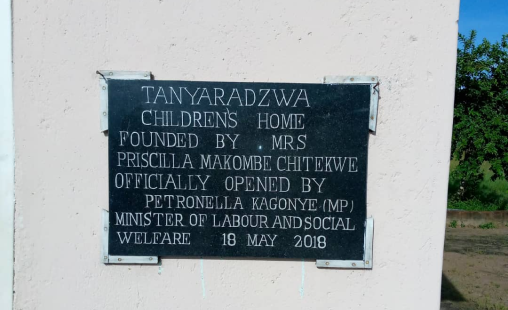 TANYARADZWA
CHILDREN'S HOME
FOUNDED BY . MRS
PRISCILLA MAKOMBE CHITEKWE
OFFICIALLY OPENED BY
PETRONELLA KAGONYE (MP)
MINISTER OF LABOUR AND SOCIAL
WELFARE 18 MAY 2018